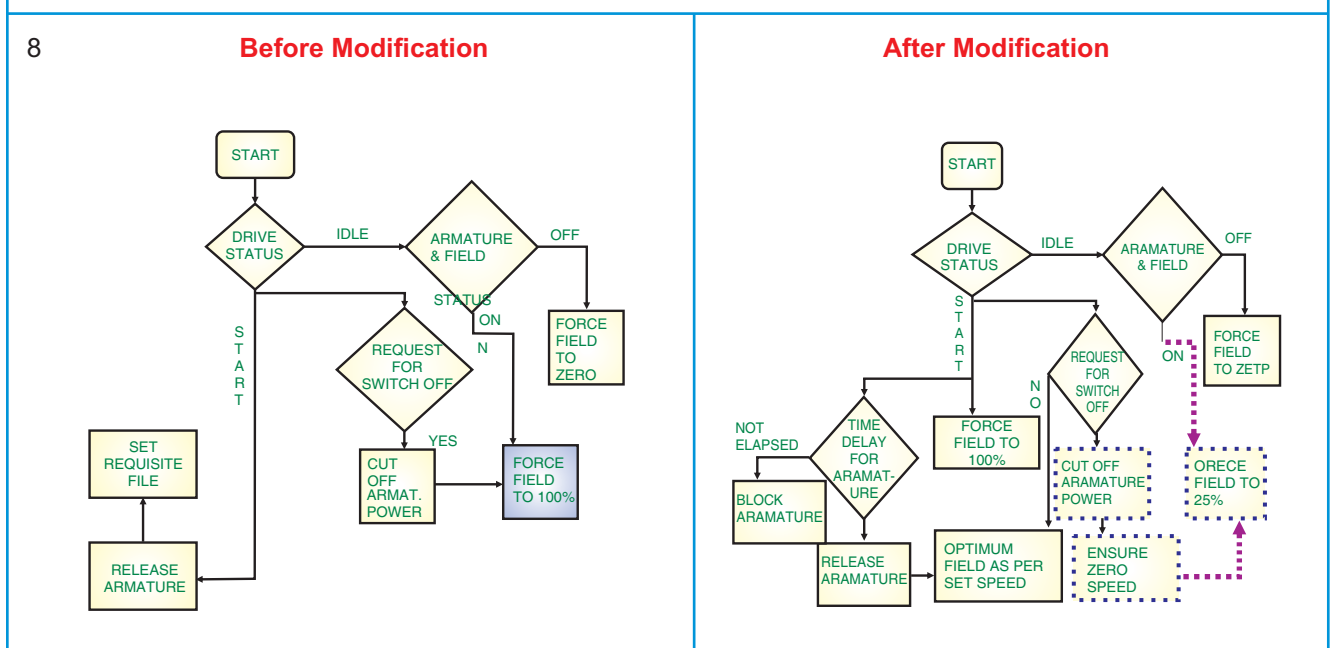 8
Before Modification
START
DRIVE
STATUS
IDLE
ARMATURE
& FIELD
STATUS
OFF
ON
N
FORCE
FIELD
TO
ZERO
S
T
A
R
T
REQUEST
FOR
SWITCH OFF
YES
CUT
OFF
ARMAT.
POWER
FORCE
FIELD
TO 100%
SET
REQUISITE
FILE
RELEASE
ARMATURE
After Modification
START
DRIVE
STATUS
IDLE
ARAMATURE
& FIELD
OFF
ON
FORCE
FIELD
TO ZETP
S
T
A
R
T
REQUEST
FOR
SWITCH
OFF
N
O
NOT
ELAPSED
TIME
DELAY
FOR
ARAMAT-
URE
FORCE
FIELD TO
100%
CUT OFF
ARAMATURE
POWER
ORECE
FIELD TO
25%
BLOCK
ARAMATURE
RELEASE
ARAMATURE
OPTIMUM
FIELD AS PER
SET SPEED
ENSURE
ZERO
SPEED